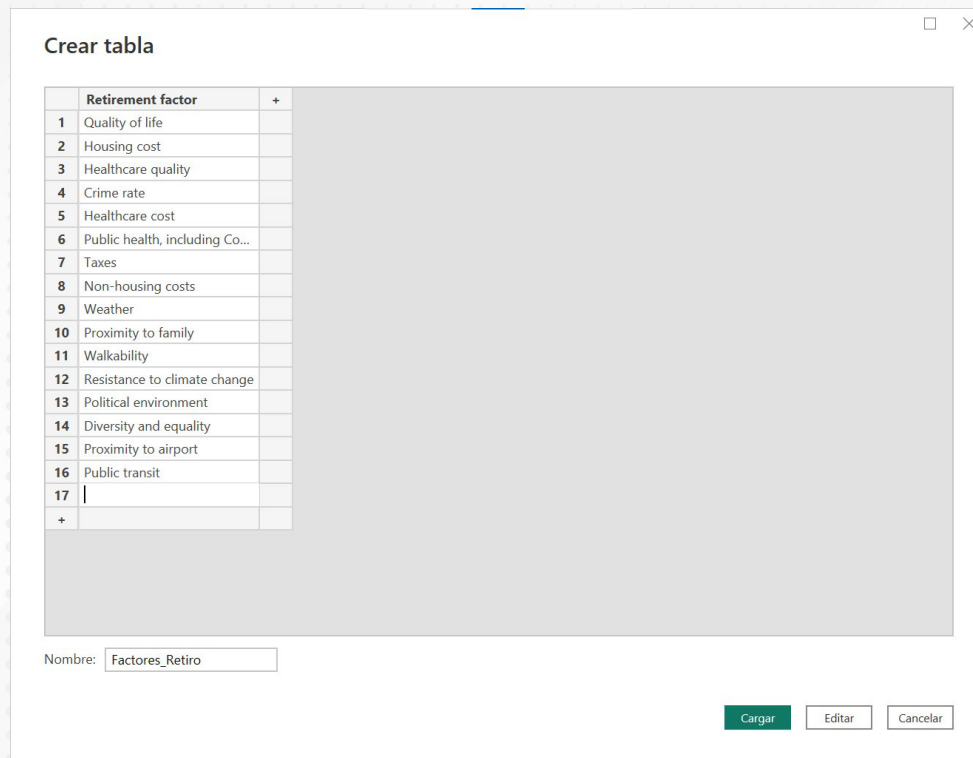 Crear tabla
Retirement factor +
1 Quality of life
2 Housing cost
3 Healthcare quality
4 Crime rate
5 Healthcare cost
6 Public health, including Co...
7 Taxes
8 Non-housing costs
9 Weather
10 Proximity to family
11 Walkability
12 Resistance to climate change
13 Political environment
14 Diversity and equality
15 Proximity to airport
16 Public transit
17
+
Nombre: Factores_Retiro
Cargar Editar Cancelar